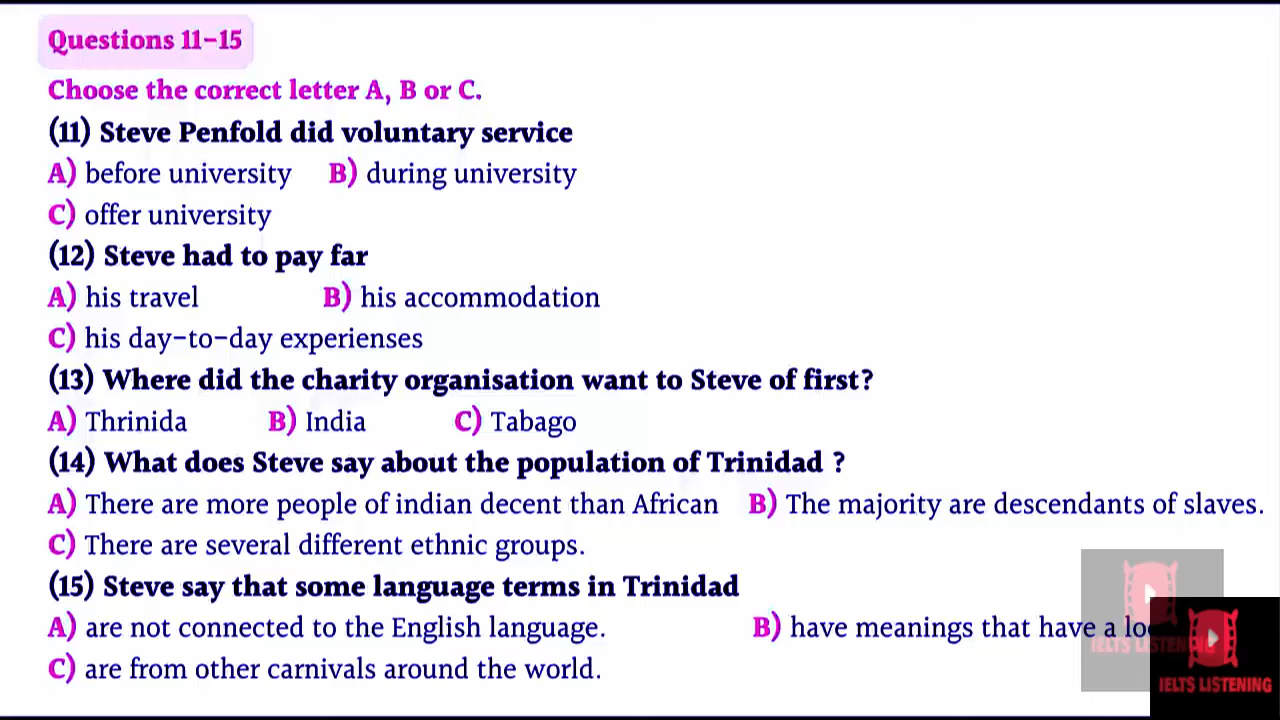 Questions 11-15
Choose the correct letter A, B or C.
(11) Steve Penfold did voluntary service
A) before university B) during university
C) offer university
(12) Steve had to pay far
A) his travel B) his accommodation
C) his day-to-day experienses
(13) Where did the charity organisation want to Steve of first?
A) Thrinida B) India C) Tabago
(14) What does Steve say about the population of Trinidad ?
A) There are more people of indian decent than African B) The majority are descendants of slaves.
C) There are several different ethnic groups.
(15) Steve say that some language terms in Trinidad
A) are not connected to the English language. B) have meanings that have a
C) are from other carnivals around the world.
IELTS LISTENING